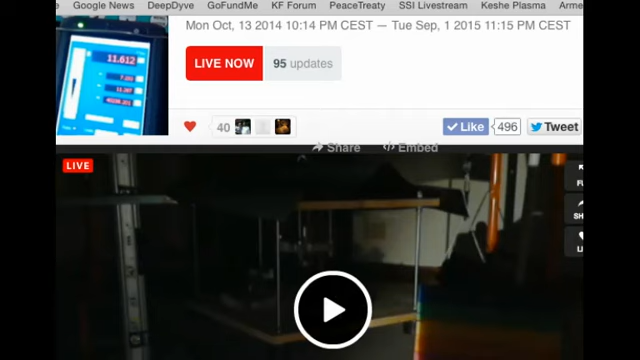 Google News DeepDyve GoFundMe KF Forum PeaceTreaty SSI Livestream Keshe Plasma Arme
Mon Oct, 13 2014 10:14 PM CEST — Tue Sep, 1 2015 11:15 PM CEST
11.612
LIVE NOW 95 updates
40
Like 496 Tweet
Share Embed
LIVE